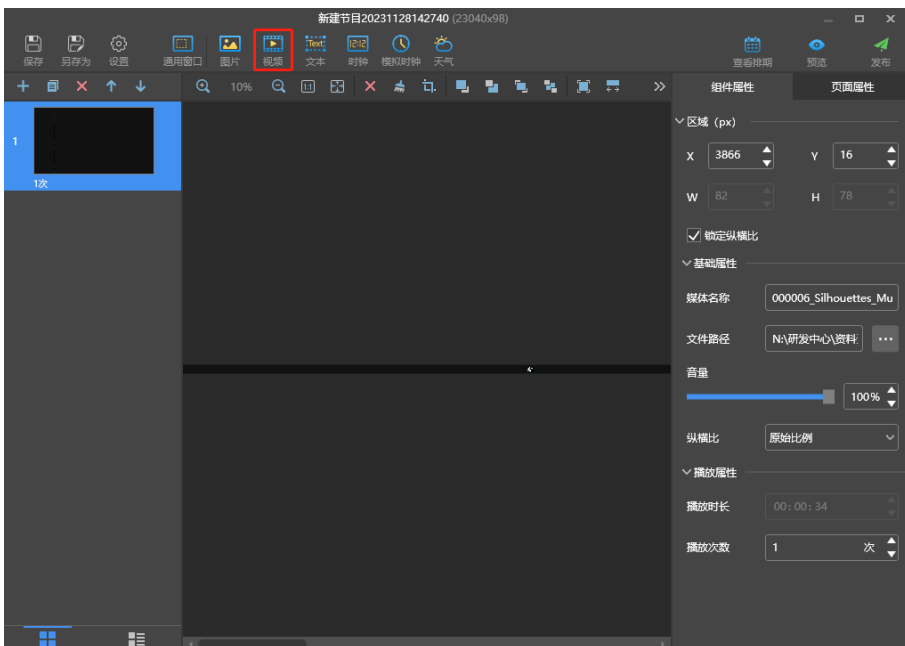 新建节目20231128142740 (23040x98)
保存 另存为 设置 通用窗口 图片 视频 Text 文本 12:12 时钟 模拟时钟 天气 查看排期 预览 发布
10% 1:1 组件属性 页面属性
1
1次
区域 (px)
X 3866 Y 16
W 82 H 78
锁定纵横比
基础属性
媒体名称 000006_Silhouettes_Mu
文件路径 N:\研发中心\资料
音量
100%
纵横比 原始比例
播放属性
播放时长 00:00:34
播放次数 1 次